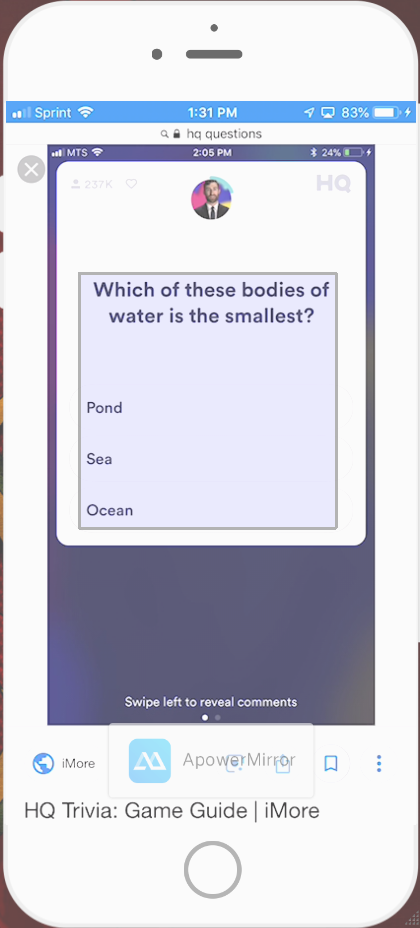 Sprint 1:31 PM 83%
hq questions
MTS 2:05 PM 24%
237K HQ
Which of these bodies of
water is the smallest?
Pond
Sea
Ocean
Swipe left to reveal comments
iMore ApowerMirror
HQ Trivia: Game Guide | iMore